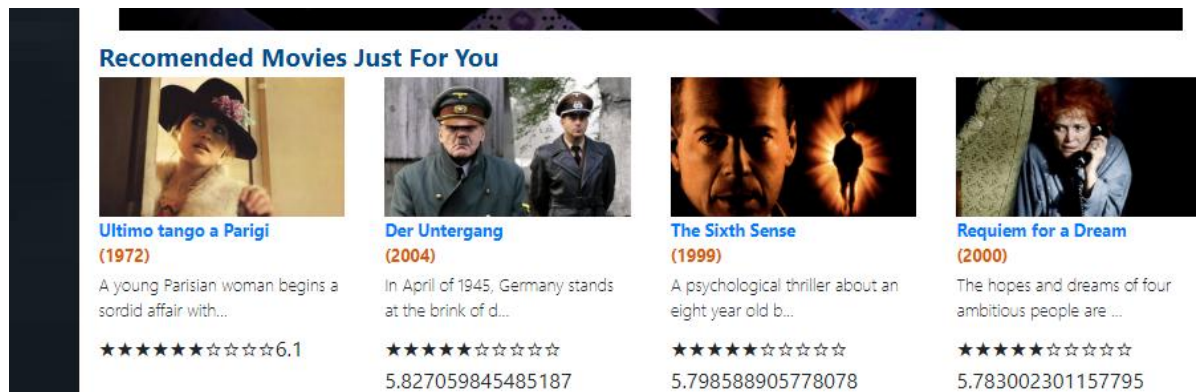 Recomended Movies Just For You
Ultimo tango a Parigi
(1972)
A young Parisian woman begins a
sordid affair with...
★★★★★★☆☆☆☆6.1
Der Untergang
(2004)
In April of 1945, Germany stands
at the brink of d...
★★★★★☆☆☆☆☆
5.827059845485187
The Sixth Sense
(1999)
A psychological thriller about an
eight year old b...
★★★★★☆☆☆☆☆
5.798588905778078
Requiem for a Dream
(2000)
The hopes and dreams of four
ambitious people are ...
★★★★★☆☆☆☆☆
5.783002301157795